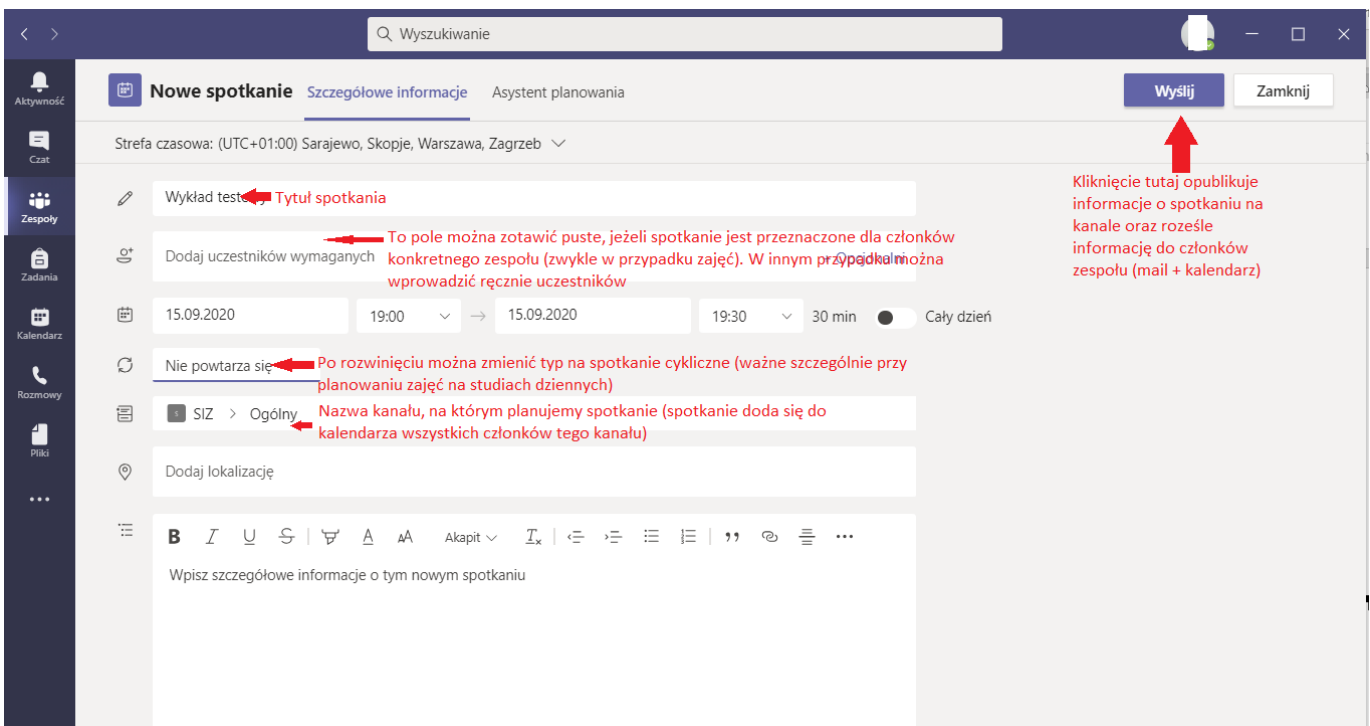 Wyszukiwanie
Aktywność
Czat
Zespoły
Zadania
Kalendarz
Rozmowy
Pliki
Nowe spotkanie Szczegółowe informacje Asystent planowania Wyślij Zamknij
Strefa czasowa: (UTC+01:00) Sarajewo, Skopje, Warszawa, Zagrzeb
Wykład Tytuł spotkania
Dodaj uczestników wymaganych
To pole można zotawić puste, jeżeli spotkanie jest przeznaczone dla członków
konkretnego zespołu (zwykle w przypadku zajęć). W innym przypadku można
wprowadzić ręcznie uczestników
15.09.2020 19:00 → 15.09.2020 19:30 30 min Cały dzień
Nie powtarza się
Po rozwinięciu można zmienić typ na spotkanie cykliczne (ważne szczególnie przy
planowaniu zajęć na studiach dziennych)
SIZ > Ogólny
Nazwa kanału, na którym planujemy spotkanie (spotkanie doda się do
kalendarza wszystkich członków tego kanału)
Dodaj lokalizację
B I U S A AA Akapit
Wpisz szczegółowe informacje o tym nowym spotkaniu
Kliknięcie tutaj opublikuje
informacje o spotkaniu na
kanale oraz roześle
informację do członków
zespołu (mail + kalendarz)